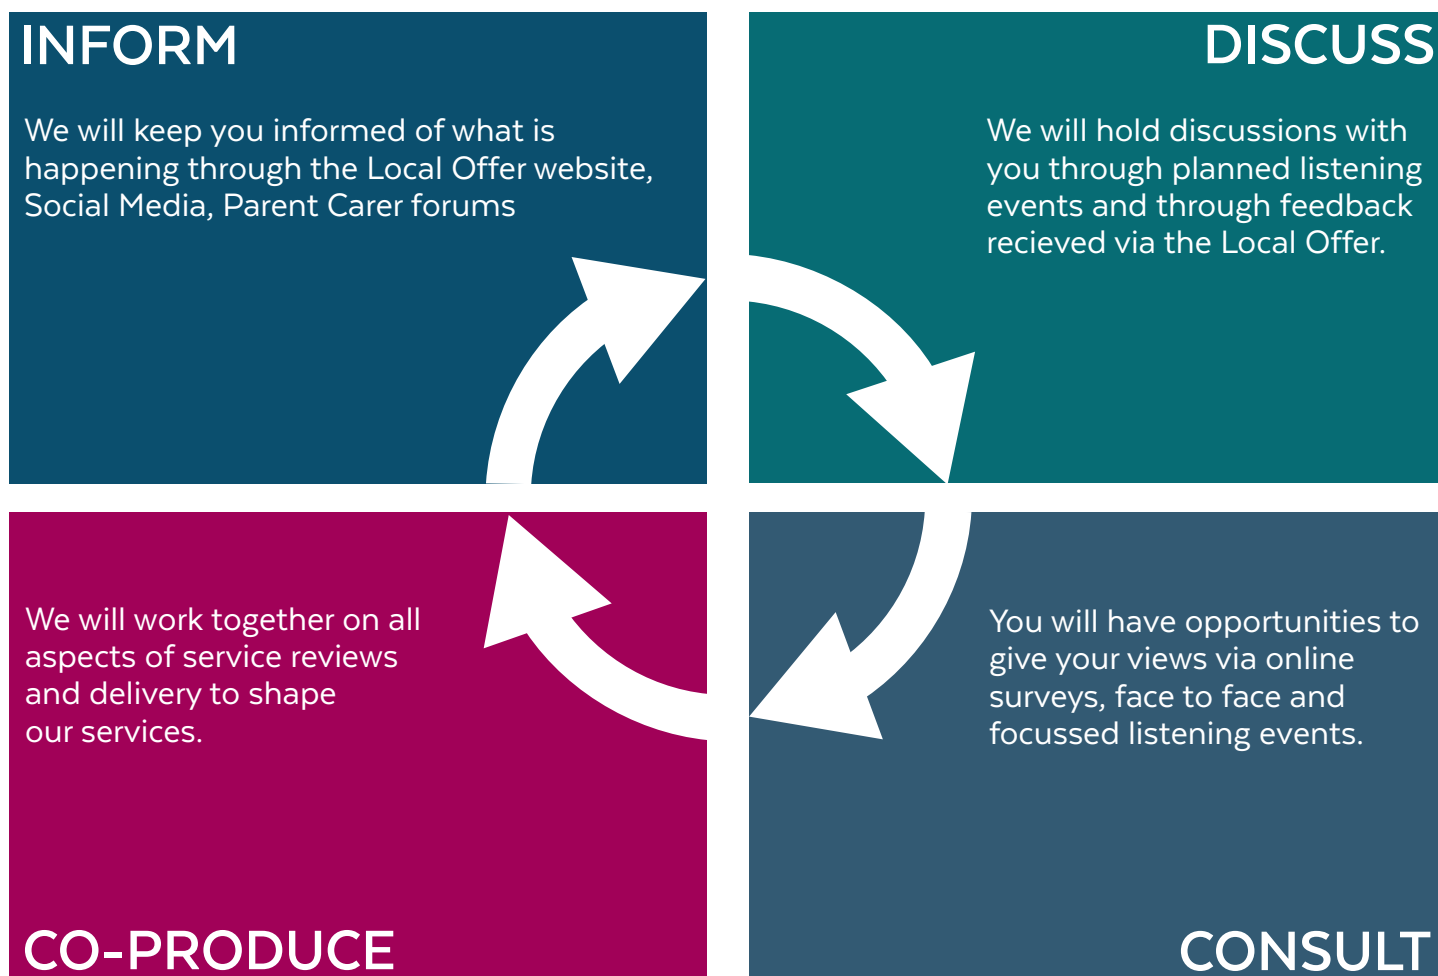 INFORM
We will keep you informed of what is
happening through the Local Offer website,
Social Media, Parent Carer forums
DISCUSS
We will hold discussions with
you through planned listening
events and through feedback
recieved via the Local Offer.
We will work together on all
aspects of service reviews
and delivery to shape
our services.
CO-PRODUCE
You will have opportunities to
give your views via online
surveys, face to face and
focussed listening events.
CONSULT